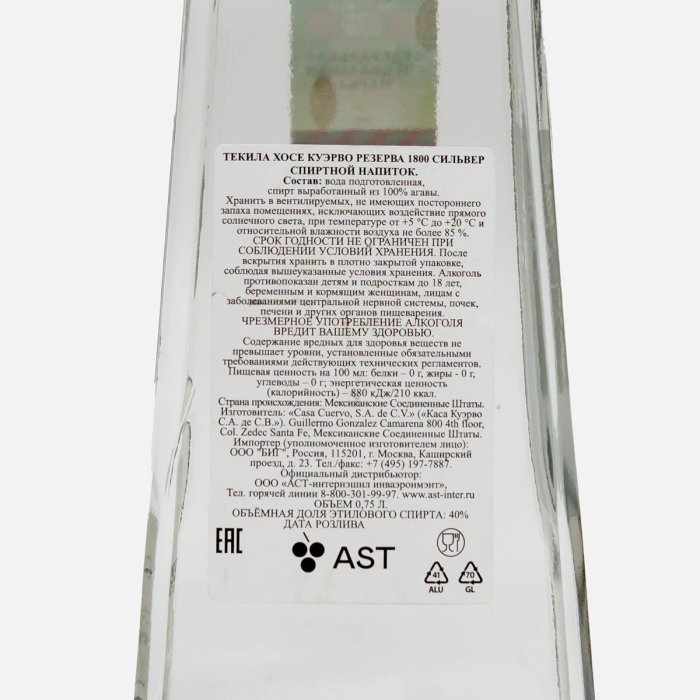 ТЕКИЛА ХОСЕ КУЭРВО РЕЗЕРВА 1800 СИЛЬВЕР
СПИРТНОЙ НАПИТОК.
Состав: вода подготовленная,
спирт выработанный из 100% агавы.
Хранить в вентилируемых, не имеющих постороннего
запаха помещениях, исключающих воздействие прямого
солнечного света, при температуре от +5 °С до +20 °С и
относительной влажности воздуха не более 85 %.
СРОК ГОДНОСТИ НЕ ОГРАНИЧЕН ПРИ
СОБЛЮДЕНИИ УСЛОВИЙ ХРАНЕНИЯ. После
вскрытия хранить в плотно закрытой упаковке,
соблюдая вышеуказанные условия хранения. Алкоголь
противопоказан детям и подросткам до 18 лет,
беременным и кормящим женщинам, лицам с
заболеваниями центральной нервной системы, почек,
печени и других органов пищеварения.
ЧРЕЗМЕРНОЕ УПОТРЕБЛЕНИЕ АЛКОГОЛЯ
ВРЕДИТ ВАШЕМУ ЗДОРОВЬЮ.
Содержание вредных для здоровья веществ не
превышает уровни, установленные обязательными
требованиями действующих технических регламентов.
Пищевая ценность на 100 мл: белки – 0 г, жиры - 0 г,
углеводы – 0 г; энергетическая ценность
(калорийность) – 880 кДж/210 ккал.
Страна происхождения: Мексиканские Соединенные Штаты.
Изготовитель: «Casa Cuervo, S.A. de C.V.» («Каса Куэрво
С.А. де С.В.»). Guillermo Gonzalez Camarena 800 4th floor,
Col. Zedec Santa Fe, Мексиканские Соединенные Штаты.
Импортер (уполномоченное изготовителем лицо):
ООО "БИГ", Россия, 115201, г. Москва, Каширский
проезд, д. 23. Тел./факс: +7 (495) 197-7887.
Официальный дистрибьютор:
ООО «АСТ-интернэшнл инваэронмэнт»,
Тел. горячей линии 8-800-301-99-97. www.ast-inter.ru
ОБЪЕМ 0,75 Л.
ОБЪЁМНАЯ ДОЛЯ ЭТИЛОВОГО СПИРТА: 40%
ДАТА РОЗЛИВА
ЕАС
AST
41
ALU
70
GL